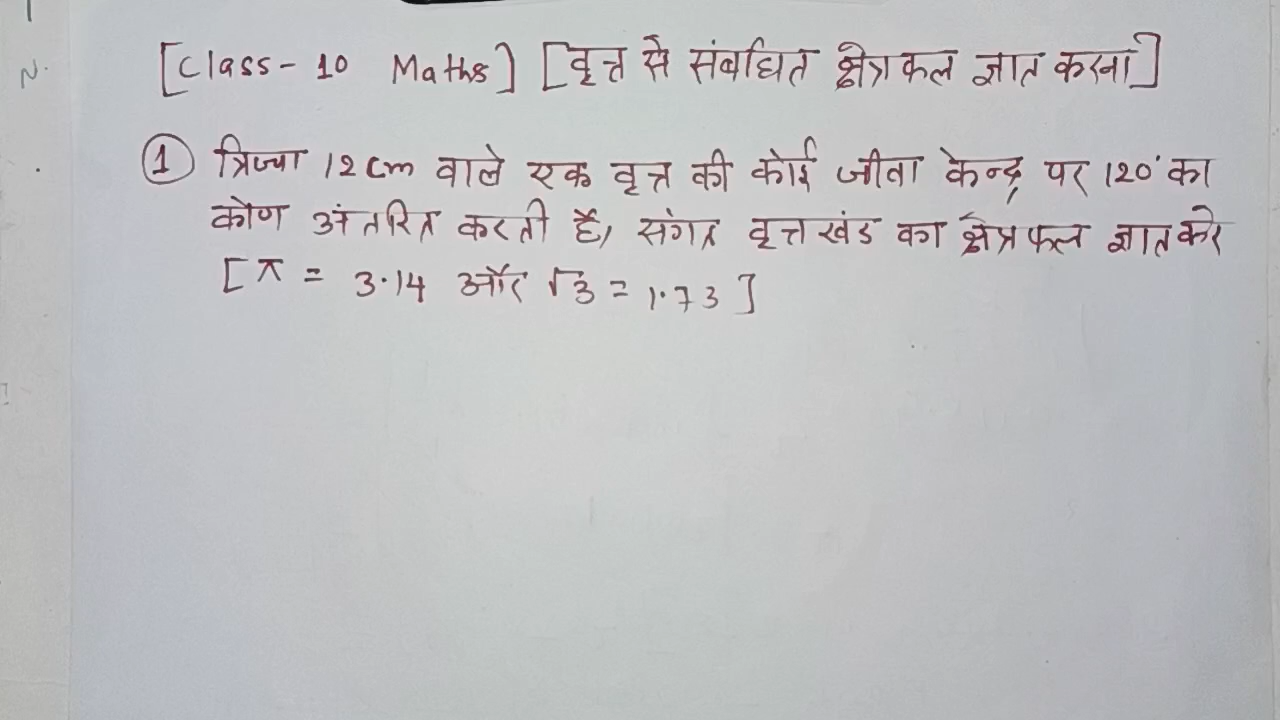 [Class- 10 Maths] [वृत्त से संबधित क्षेत्रफल ज्ञात करना]
① त्रिज्या 12 cm वाले एक वृत्त की कोई जीवा केन्द्र पर 120° का
कोण अंतरित करती है, संगत वृत्तखंड का क्षेत्रफल ज्ञात करे
[π = 3.14 और √3 = 1.73]
N.